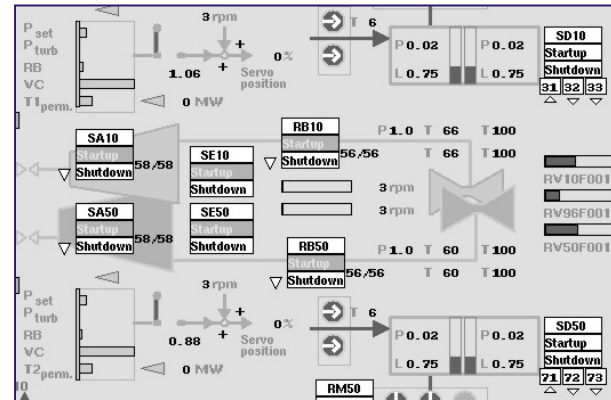 3 rpm
T 6
P set
P turb
RB
VC
T1 perm.
1.06
+
+
0 %
Servo position
0 MW
P 0.02
P 0.02
L 0.75
L 0.75
SD10
Startup
Shutdown
31 32 33
SA10
Startup
Shutdown
58/58
SE10
Startup
Shutdown
RB10
Startup
Shutdown
56/56
P 1.0 T 66 T 100
T 66 T 100
3 rpm
3 rpm
RV10F001
RV96F001
RV50F001
SA50
Startup
Shutdown
58/58
SE50
Startup
Shutdown
RB50
Startup
Shutdown
56/56
P 1.0 T 60 T 100
T 60 T 100
3 rpm
T 6
P set
P turb
RB
VC
T2 perm.
0.88
+
+
0 %
Servo position
0 MW
P 0.02
P 0.02
L 0.75
L 0.75
SD50
Startup
Shutdown
71 72 73
10
RM50